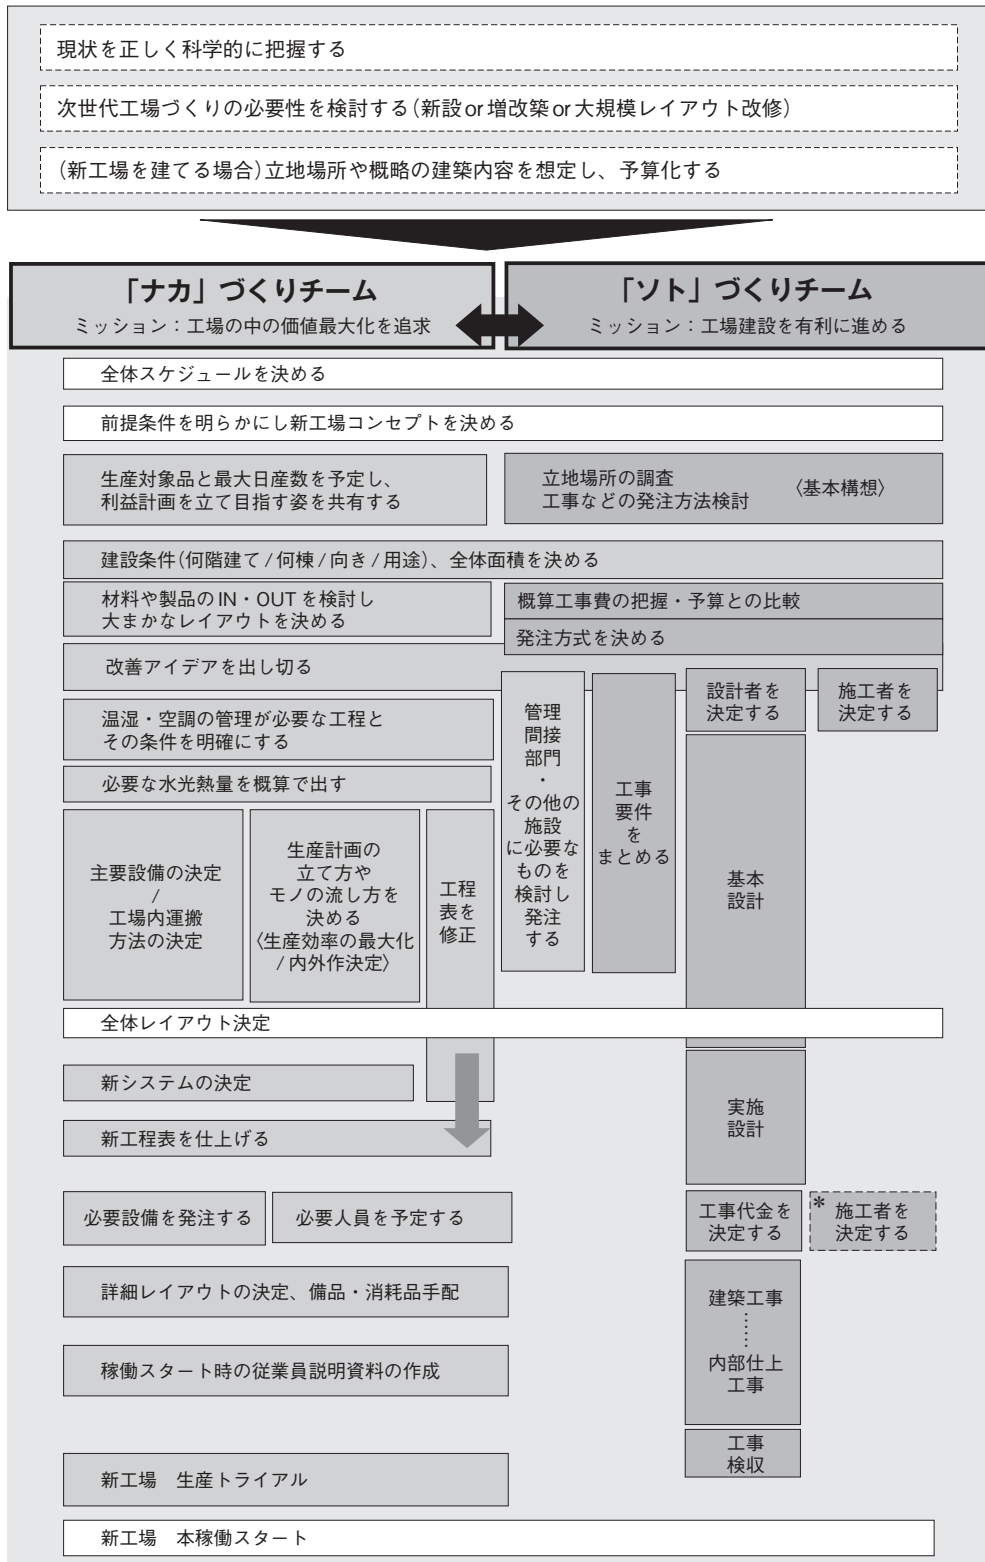 現状を正しく科学的に把握する
次世代工場づくりの必要性を検討する(新設or増改築or大規模レイアウト改修)
(新工場を建てる場合)立地場所や概略の建築内容を想定し、予算化する
「ナカ」づくりチーム
ミッション：工場の中の価値最大化を追求
「ソト」づくりチーム
ミッション：工場建設を有利に進める
全体スケジュールを決める
前提条件を明らかにし新工場コンセプトを決める
生産対象品と最大日産数を予定し、
利益計画を立て目指す姿を共有する
立地場所の調査
工事などの発注方法検討
〈基本構想〉
建設条件(何階建て/何棟/向き/用途)、全体面積を決める
材料や製品のIN・OUTを検討し
大まかなレイアウトを決める
概算工事費の把握・予算との比較
発注方式を決める
改善アイデアを出し切る
温湿・空調の管理が必要な工程と
その条件を明確にする
必要な水光熱量を概算で出す
主要設備の決定
/
工場内運搬
方法の決定
生産計画の
立て方や
モノの流し方を
決める
〈生産効率の最大化
/内外作決定〉
工程
表を
修正
管理
間接
部門
・
その他の
施設
に必要な
ものを
検討し
発注
する
工事
要件
を
まとめる
設計者を
決定する
施工者を
決定する
基本
設計
全体レイアウト決定
新システムの決定
新工程表を仕上げる
実施
設計
必要設備を発注する
必要人員を予定する
工事代金を
決定する
*施工者を
決定する
詳細レイアウトの決定、備品・消耗品手配
稼働スタート時の従業員説明資料の作成
建築工事
……
内部仕上
工事
工事
検収
新工場　生産トライアル
新工場　本稼働スタート